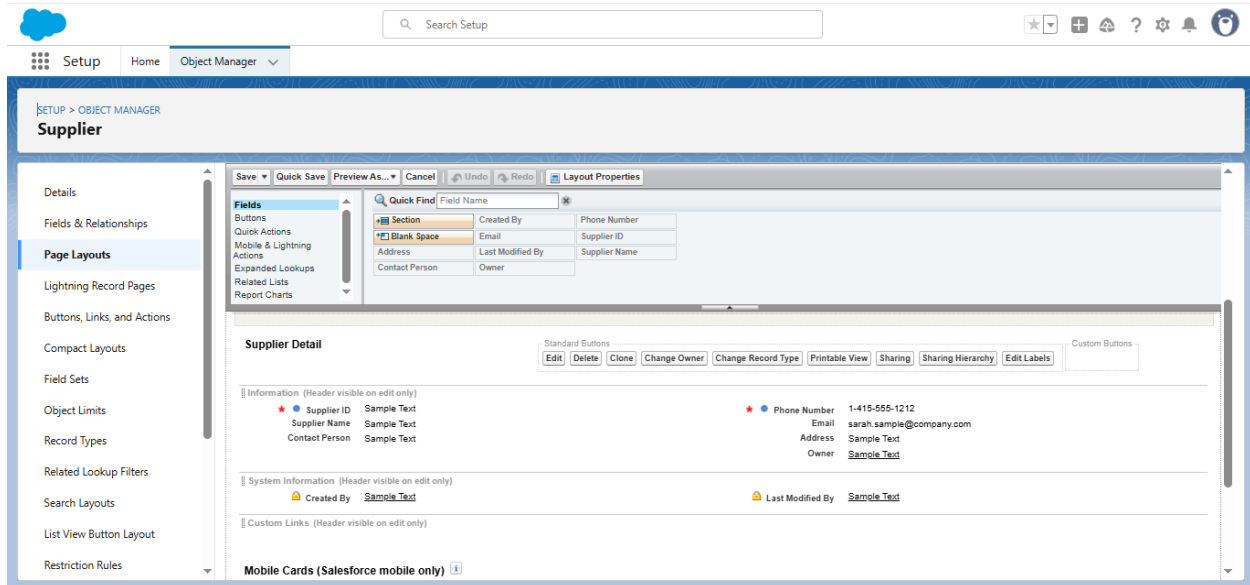 Search Setup
Setup
Home
Object Manager
SETUP > OBJECT MANAGER
Supplier
Details
Fields & Relationships
Page Layouts
Lightning Record Pages
Buttons, Links, and Actions
Compact Layouts
Field Sets
Object Limits
Record Types
Related Lookup Filters
Search Layouts
List View Button Layout
Restriction Rules
Save Quick Save Preview As... Cancel Undo Redo Layout Properties
Fields
Buttons
Quick Actions
Mobile & Lightning
Actions
Expanded Lookups
Related Lists
Report Charts
Quick Find Field Name
Section Created By Phone Number
Blank Space Email Supplier ID
Address Last Modified By Supplier Name
Contact Person Owner
Supplier Detail
Standard Buttons
Edit Delete Clone Change Owner Change Record Type Printable View Sharing Sharing Hierarchy Edit Labels
Custom Buttons
Information (Header visible on edit only)
* Supplier ID Sample Text
Supplier Name Sample Text
Contact Person Sample Text
* Phone Number 1-415-555-1212
Email sarah.sample@company.com
Address Sample Text
Owner Sample Text
System Information (Header visible on edit only)
Created By Sample Text
Last Modified By Sample Text
Custom Links (Header visible on edit only)
Mobile Cards (Salesforce mobile only) i